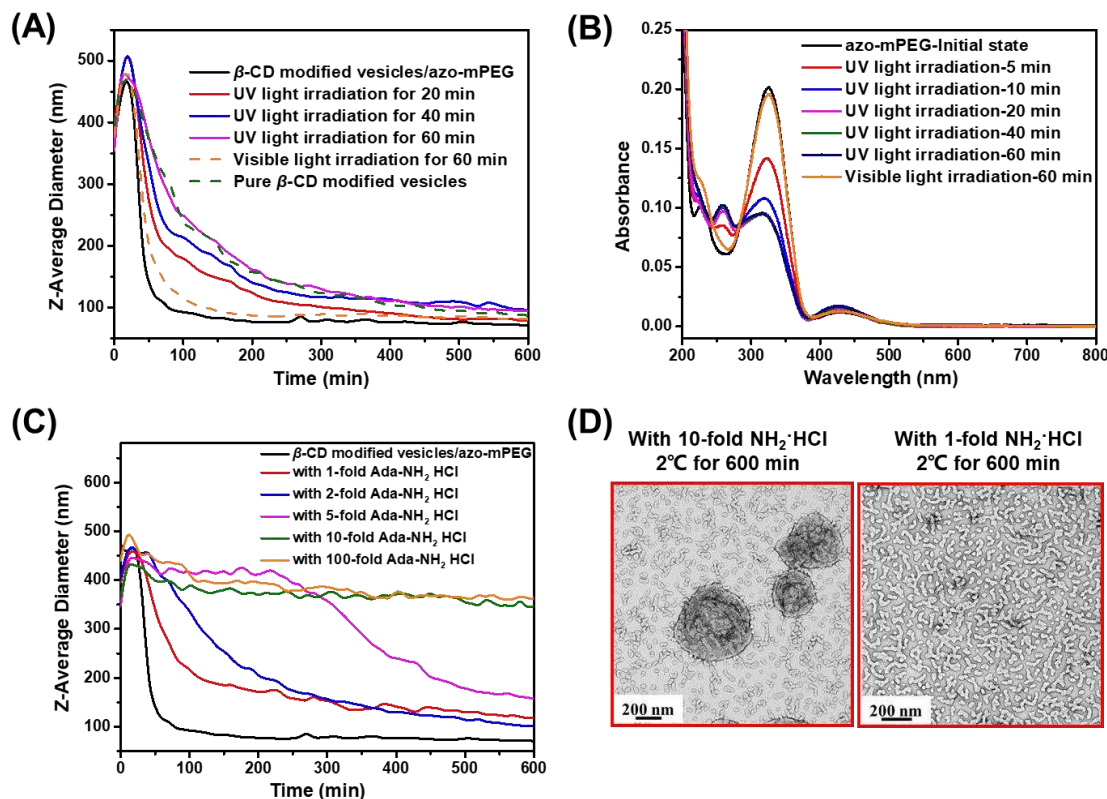 (A)
Z-Average Diameter (nm)
500
400
300
200
100
β-CD modified vesicles/azo-mPEG
UV light irradiation for 20 min
UV light irradiation for 40 min
UV light irradiation for 60 min
Visible light irradiation for 60 min
Pure β-CD modified vesicles
0 100 200 300 400 500 600
Time (min)
(B)
Absorbance
0.20
0.15
0.10
0.05
0.00
azo-mPEG-Initial state
UV light irradiation-5 min
UV light irradiation-10 min
UV light irradiation-20 min
UV light irradiation-40 min
UV light irradiation-60 min
Visible light irradiation-60 min
200 300 400 500 600 700 800
Wavelength (nm)
(C)
Z-Average Diameter (nm)
600
500
400
300
200
100
β-CD modified vesicles/azo-mPEG
with 1-fold Ada-NH₂ HCl
with 2-fold Ada-NH₂ HCl
with 5-fold Ada-NH₂ HCl
with 10-fold Ada-NH₂ HCl
with 100-fold Ada-NH₂ HCl
0 100 200 300 400 500 600
Time (min)
(D)
With 10-fold NH₂·HCl
2℃ for 600 min
200 nm
With 1-fold NH₂·HCl
2℃ for 600 min
200 nm